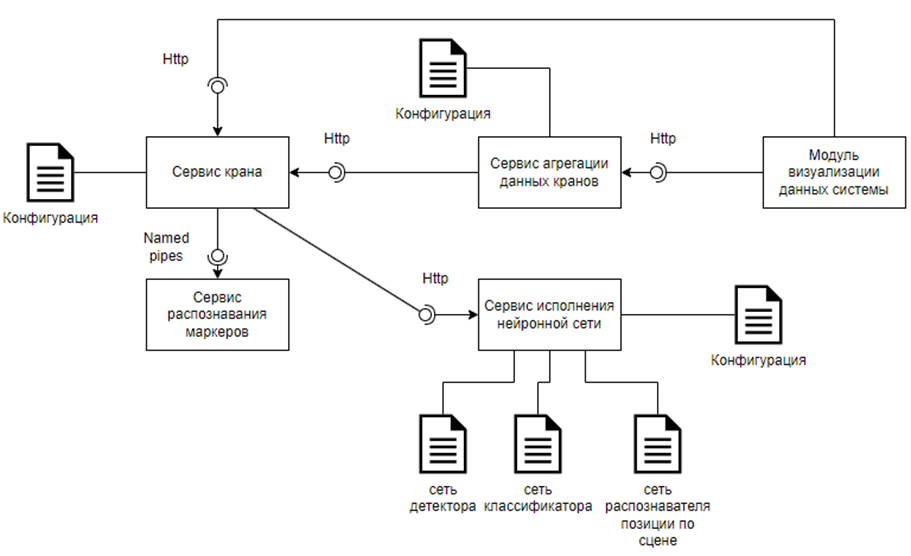 Http
Конфигурация
Http
Http
Сервис крана
Сервис агрегации
данных кранов
Модуль
визуализации
данных системы
Конфигурация
Named
pipes
Http
Сервис
распознавания
маркеров
Сервис исполнения
нейронной сети
Конфигурация
сеть
детектора
сеть
классификатора
сеть
распознавателя
позиции по
сцене